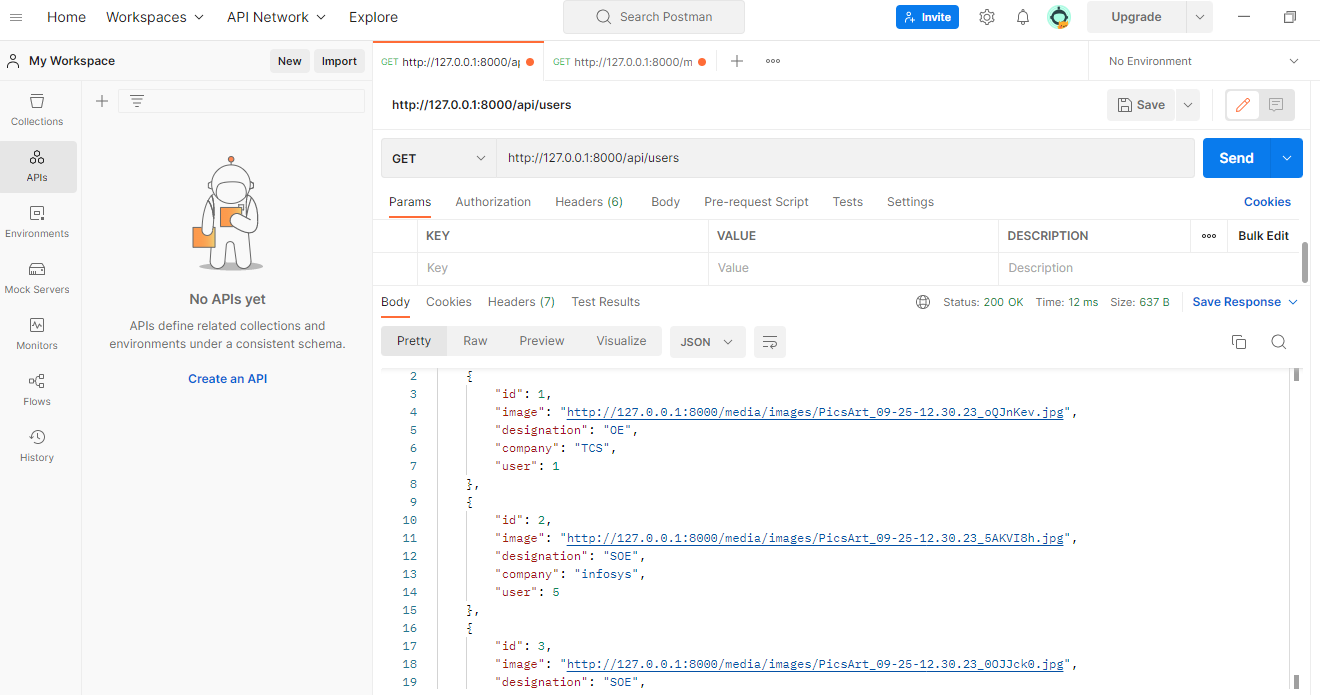 Home Workspaces API Network Explore Search Postman Invite Upgrade
My Workspace New Import GET http://127.0.0.1:8000/ap GET http://127.0.0.1:8000/m No Environment
http://127.0.0.1:8000/api/users Save
Collections
APIs
Environments
Mock Servers
Monitors
Flows
History
No APIs yet
APIs define related collections and
environments under a consistent schema.
Create an API
GET http://127.0.0.1:8000/api/users Send
Params Authorization Headers (6) Body Pre-request Script Tests Settings Cookies
KEY VALUE DESCRIPTION Bulk Edit
Key Value Description
Body Cookies Headers (7) Test Results Status: 200 OK Time: 12 ms Size: 637 B Save Response
Pretty Raw Preview Visualize JSON
2 {
3 "id": 1,
4 "image": "http://127.0.0.1:8000/media/images/PicsArt_09-25-12.30.23_oQJnKev.jpg",
5 "designation": "OE",
6 "company": "TCS",
7 "user": 1
8 },
9 {
10 "id": 2,
11 "image": "http://127.0.0.1:8000/media/images/PicsArt_09-25-12.30.23_5AKVI8h.jpg",
12 "designation": "SOE",
13 "company": "infosys",
14 "user": 5
15 },
16 {
17 "id": 3,
18 "image": "http://127.0.0.1:8000/media/images/PicsArt_09-25-12.30.23_0OJJck0.jpg",
19 "designation": "SOE",